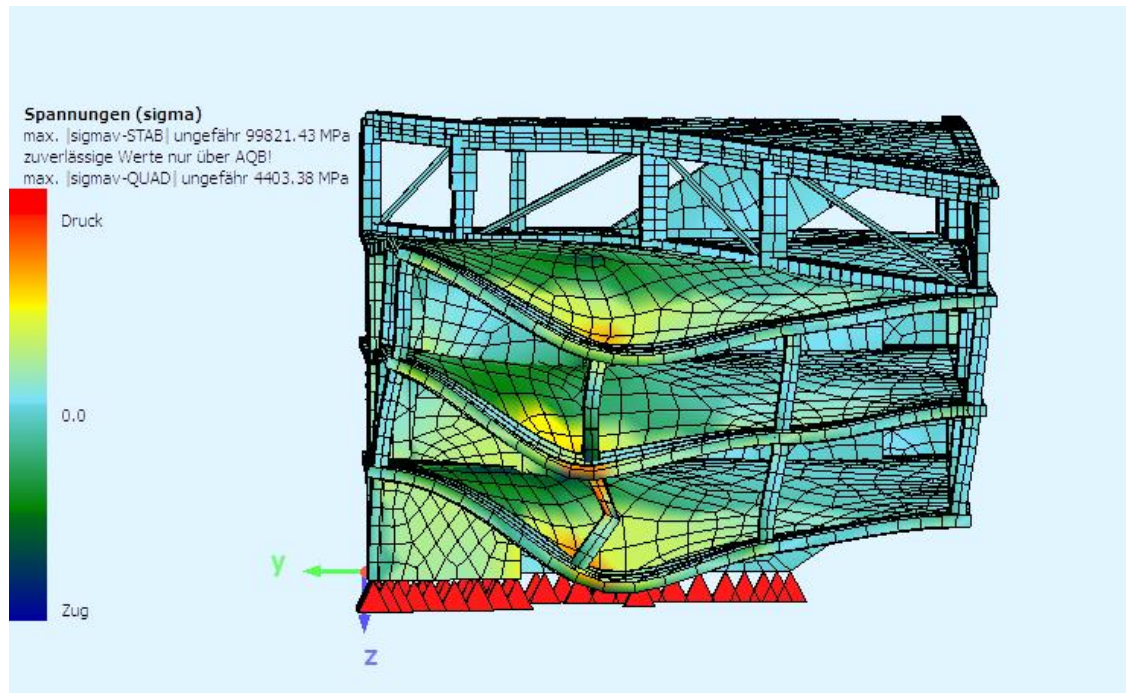 Spannungen (sigma)
max. |sigmav-STAB| ungefähr 99821.43 MPa
zuverlässige Werte nur über AQB!
max. |sigmav-QUAD| ungefähr 4403.38 MPa
Druck
0.0
Zug
y
z